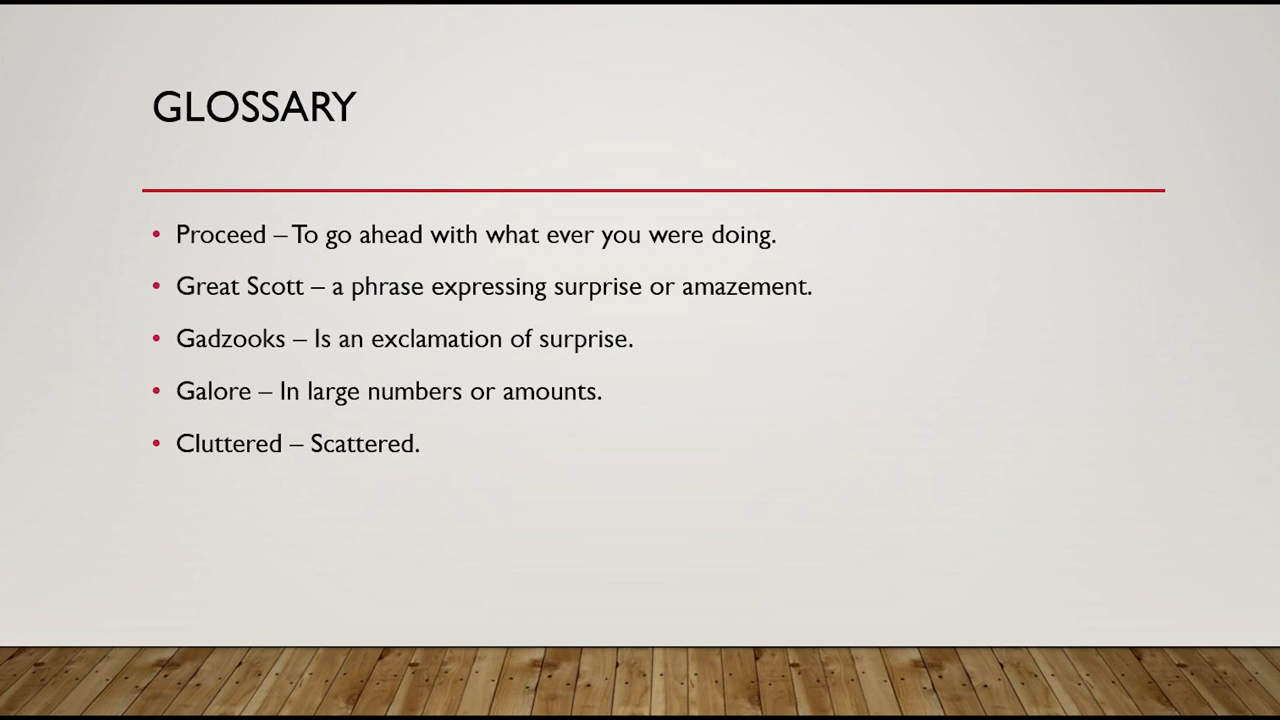 GLOSSARY
• Proceed – To go ahead with what ever you were doing.
• Great Scott – a phrase expressing surprise or amazement.
• Gadzooks – Is an exclamation of surprise.
• Galore – In large numbers or amounts.
• Cluttered – Scattered.